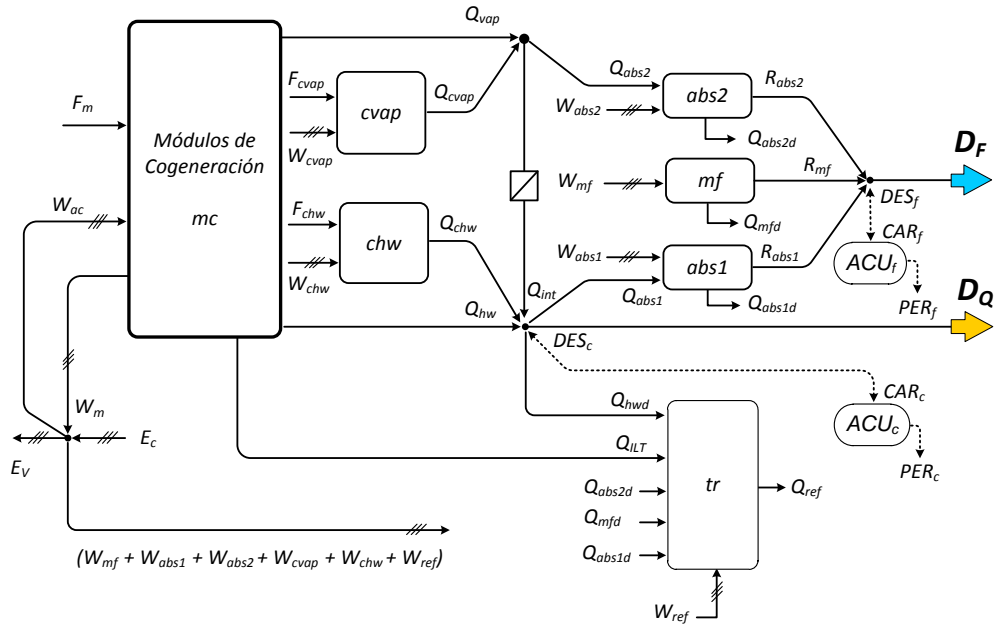 Q_vap
F_cvap
Q_cvap
cvap
W_cvap
F_m
Módulos de
Cogeneración
mc
W_ac
F_chw
Q_chw
chw
W_chw
Q_hw
Q_int
Q_abs2
abs2
R_abs2
W_abs2
Q_abs2d
W_mf
mf
R_mf
Q_mfd
W_abs1
abs1
R_abs1
Q_abs1
Q_abs1d
D_F
DES_f
CAR_f
ACU_f
PER_f
D_Q
DES_c
CAR_c
ACU_c
PER_c
W_m
E_c
E_V
Q_hwd
Q_ILT
Q_abs2d
Q_mfd
Q_abs1d
tr
Q_ref
W_ref
(W_mf + W_abs1 + W_abs2 + W_cvap + W_chw + W_ref)